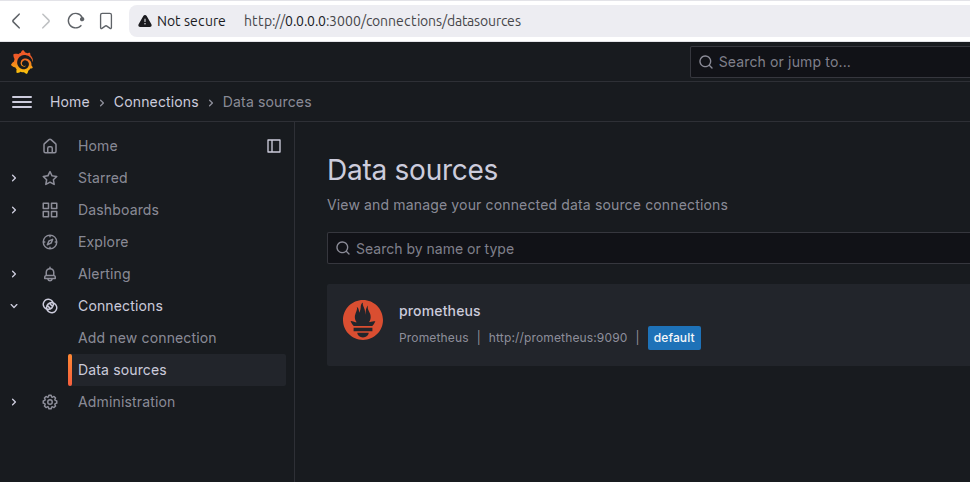 Not secure http://0.0.0.0:3000/connections/datasources
Search or jump to...
Home › Connections › Data sources
Home
Starred
Dashboards
Explore
Alerting
Connections
Add new connection
Data sources
Administration
Data sources
View and manage your connected data source connections
Search by name or type
prometheus
Prometheus | http://prometheus:9090 | default